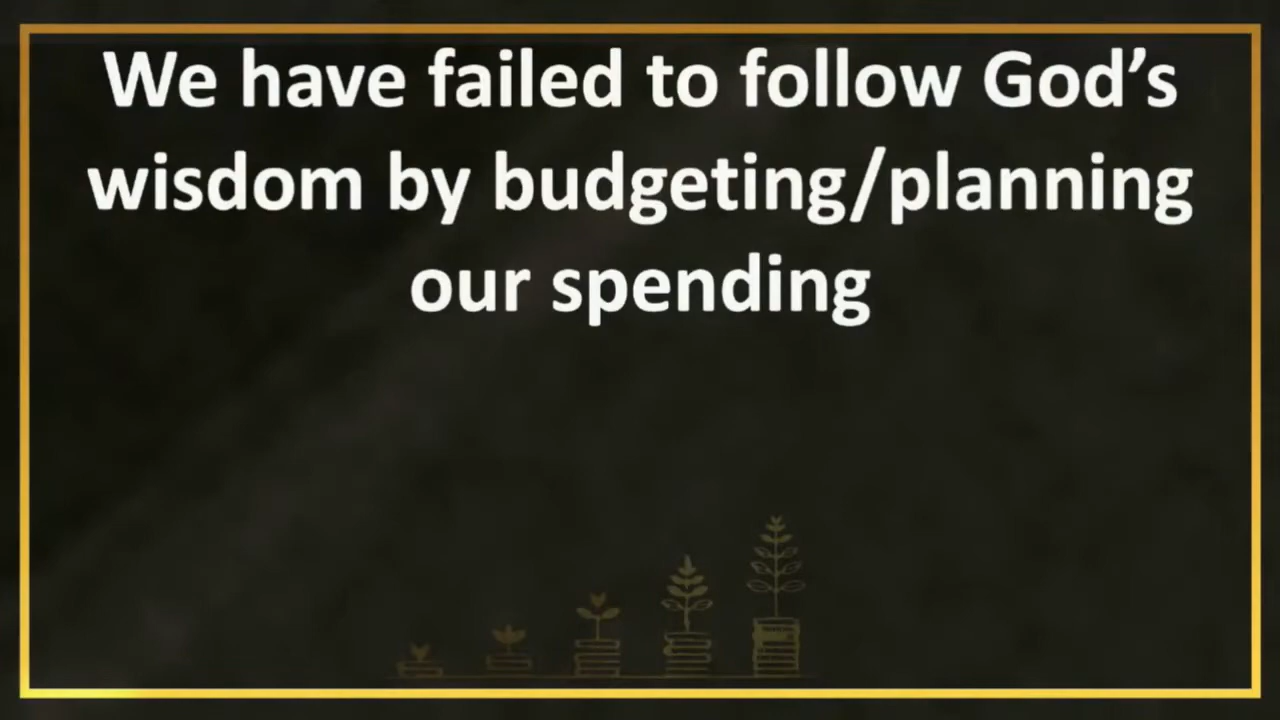 We have failed to follow God’s
wisdom by budgeting/planning
our spending